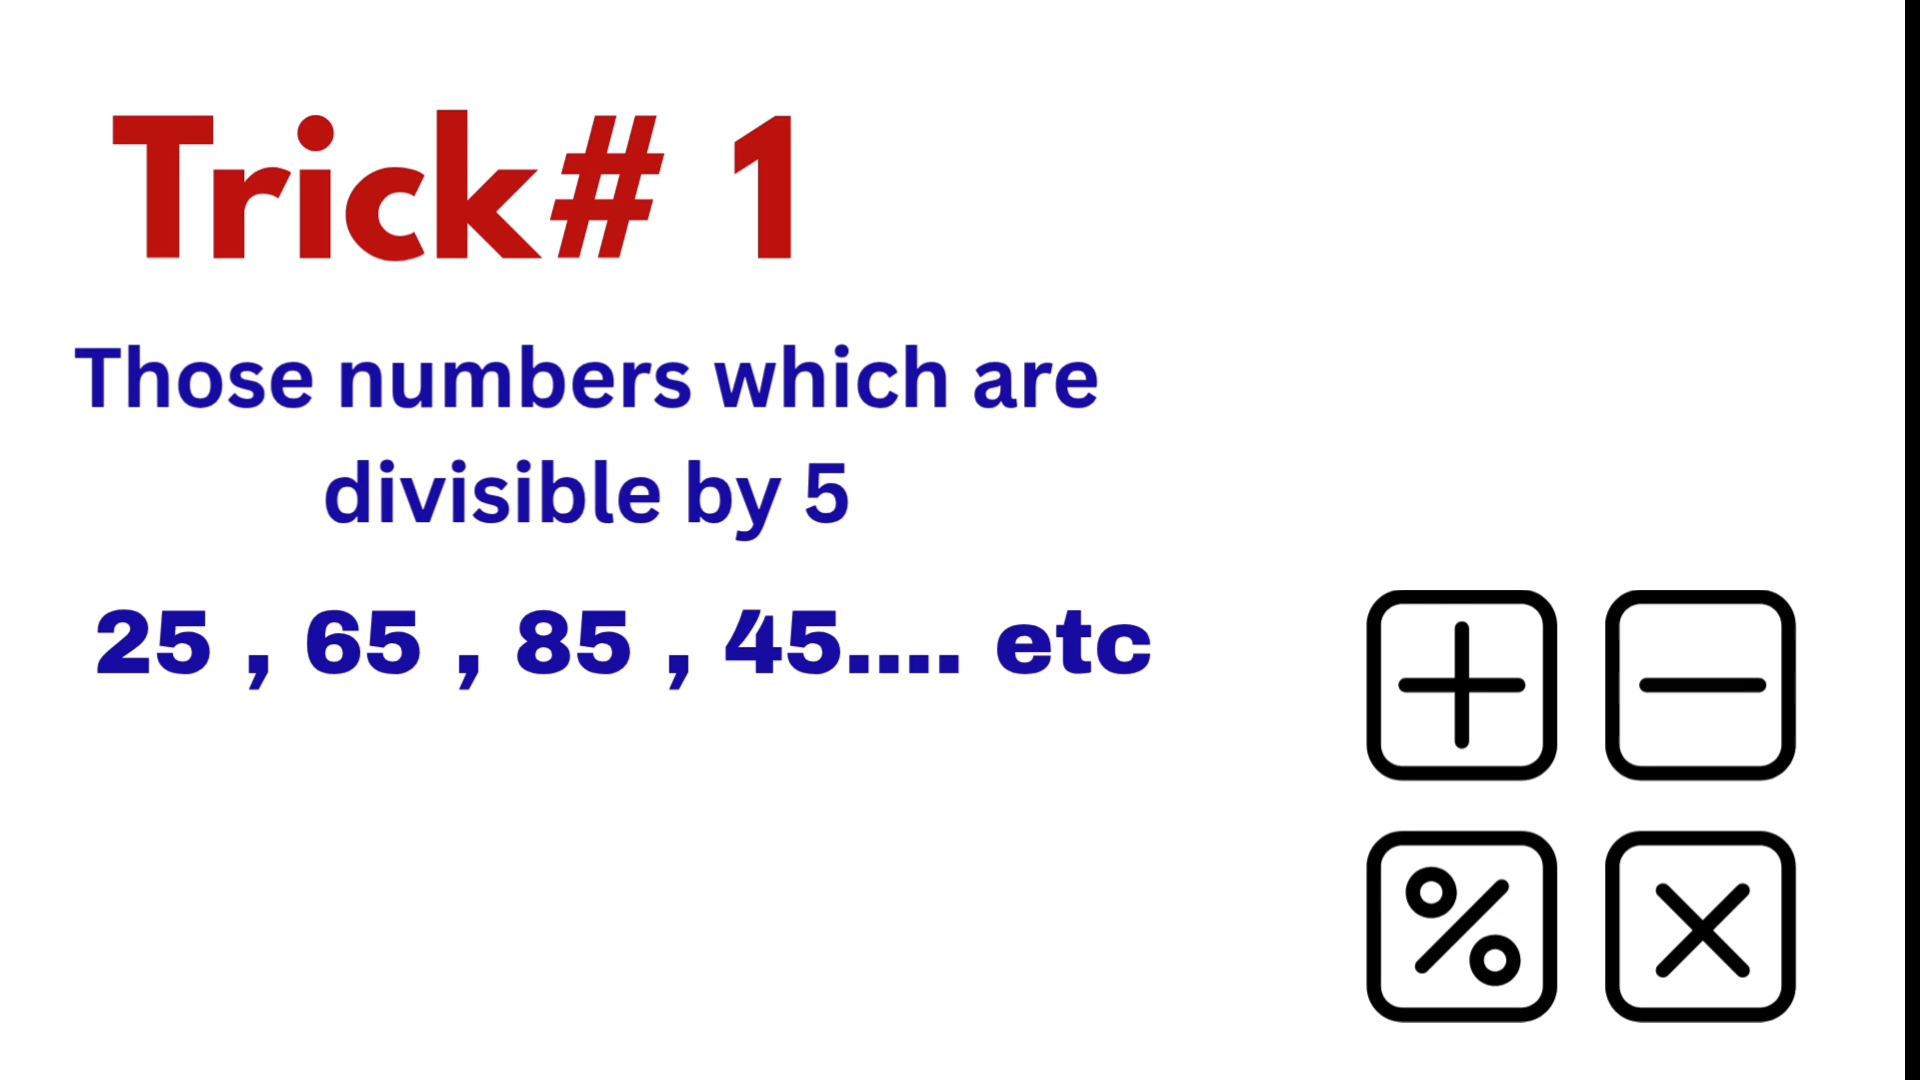 Trick# 1
Those numbers which are
divisible by 5
25 , 65 , 85 , 45.... etc